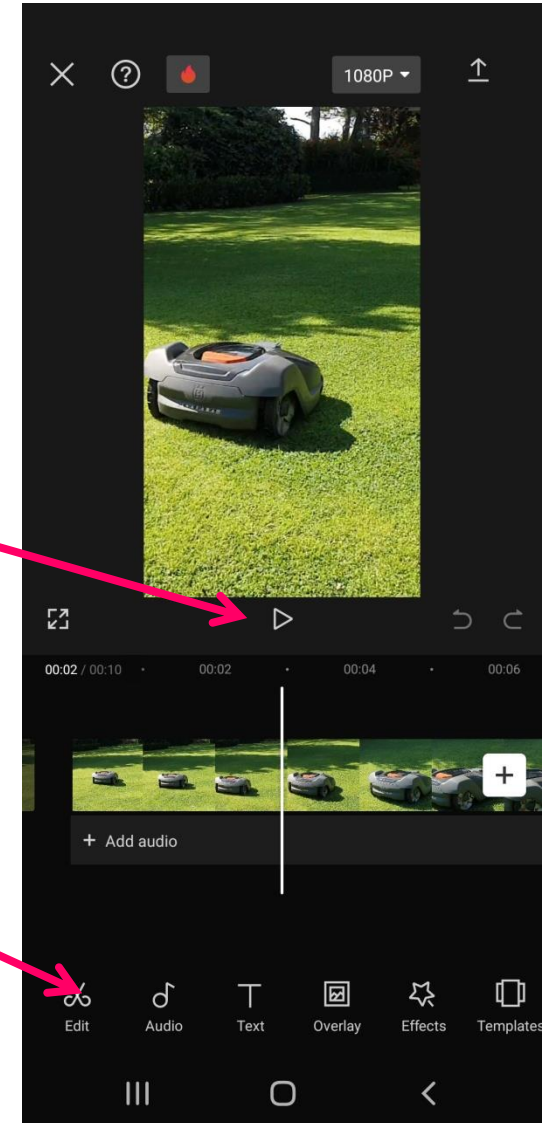 1080P
00:02 / 00:10 00:02 00:04 00:06
+ Add audio
Edit Audio Text Overlay Effects Templates